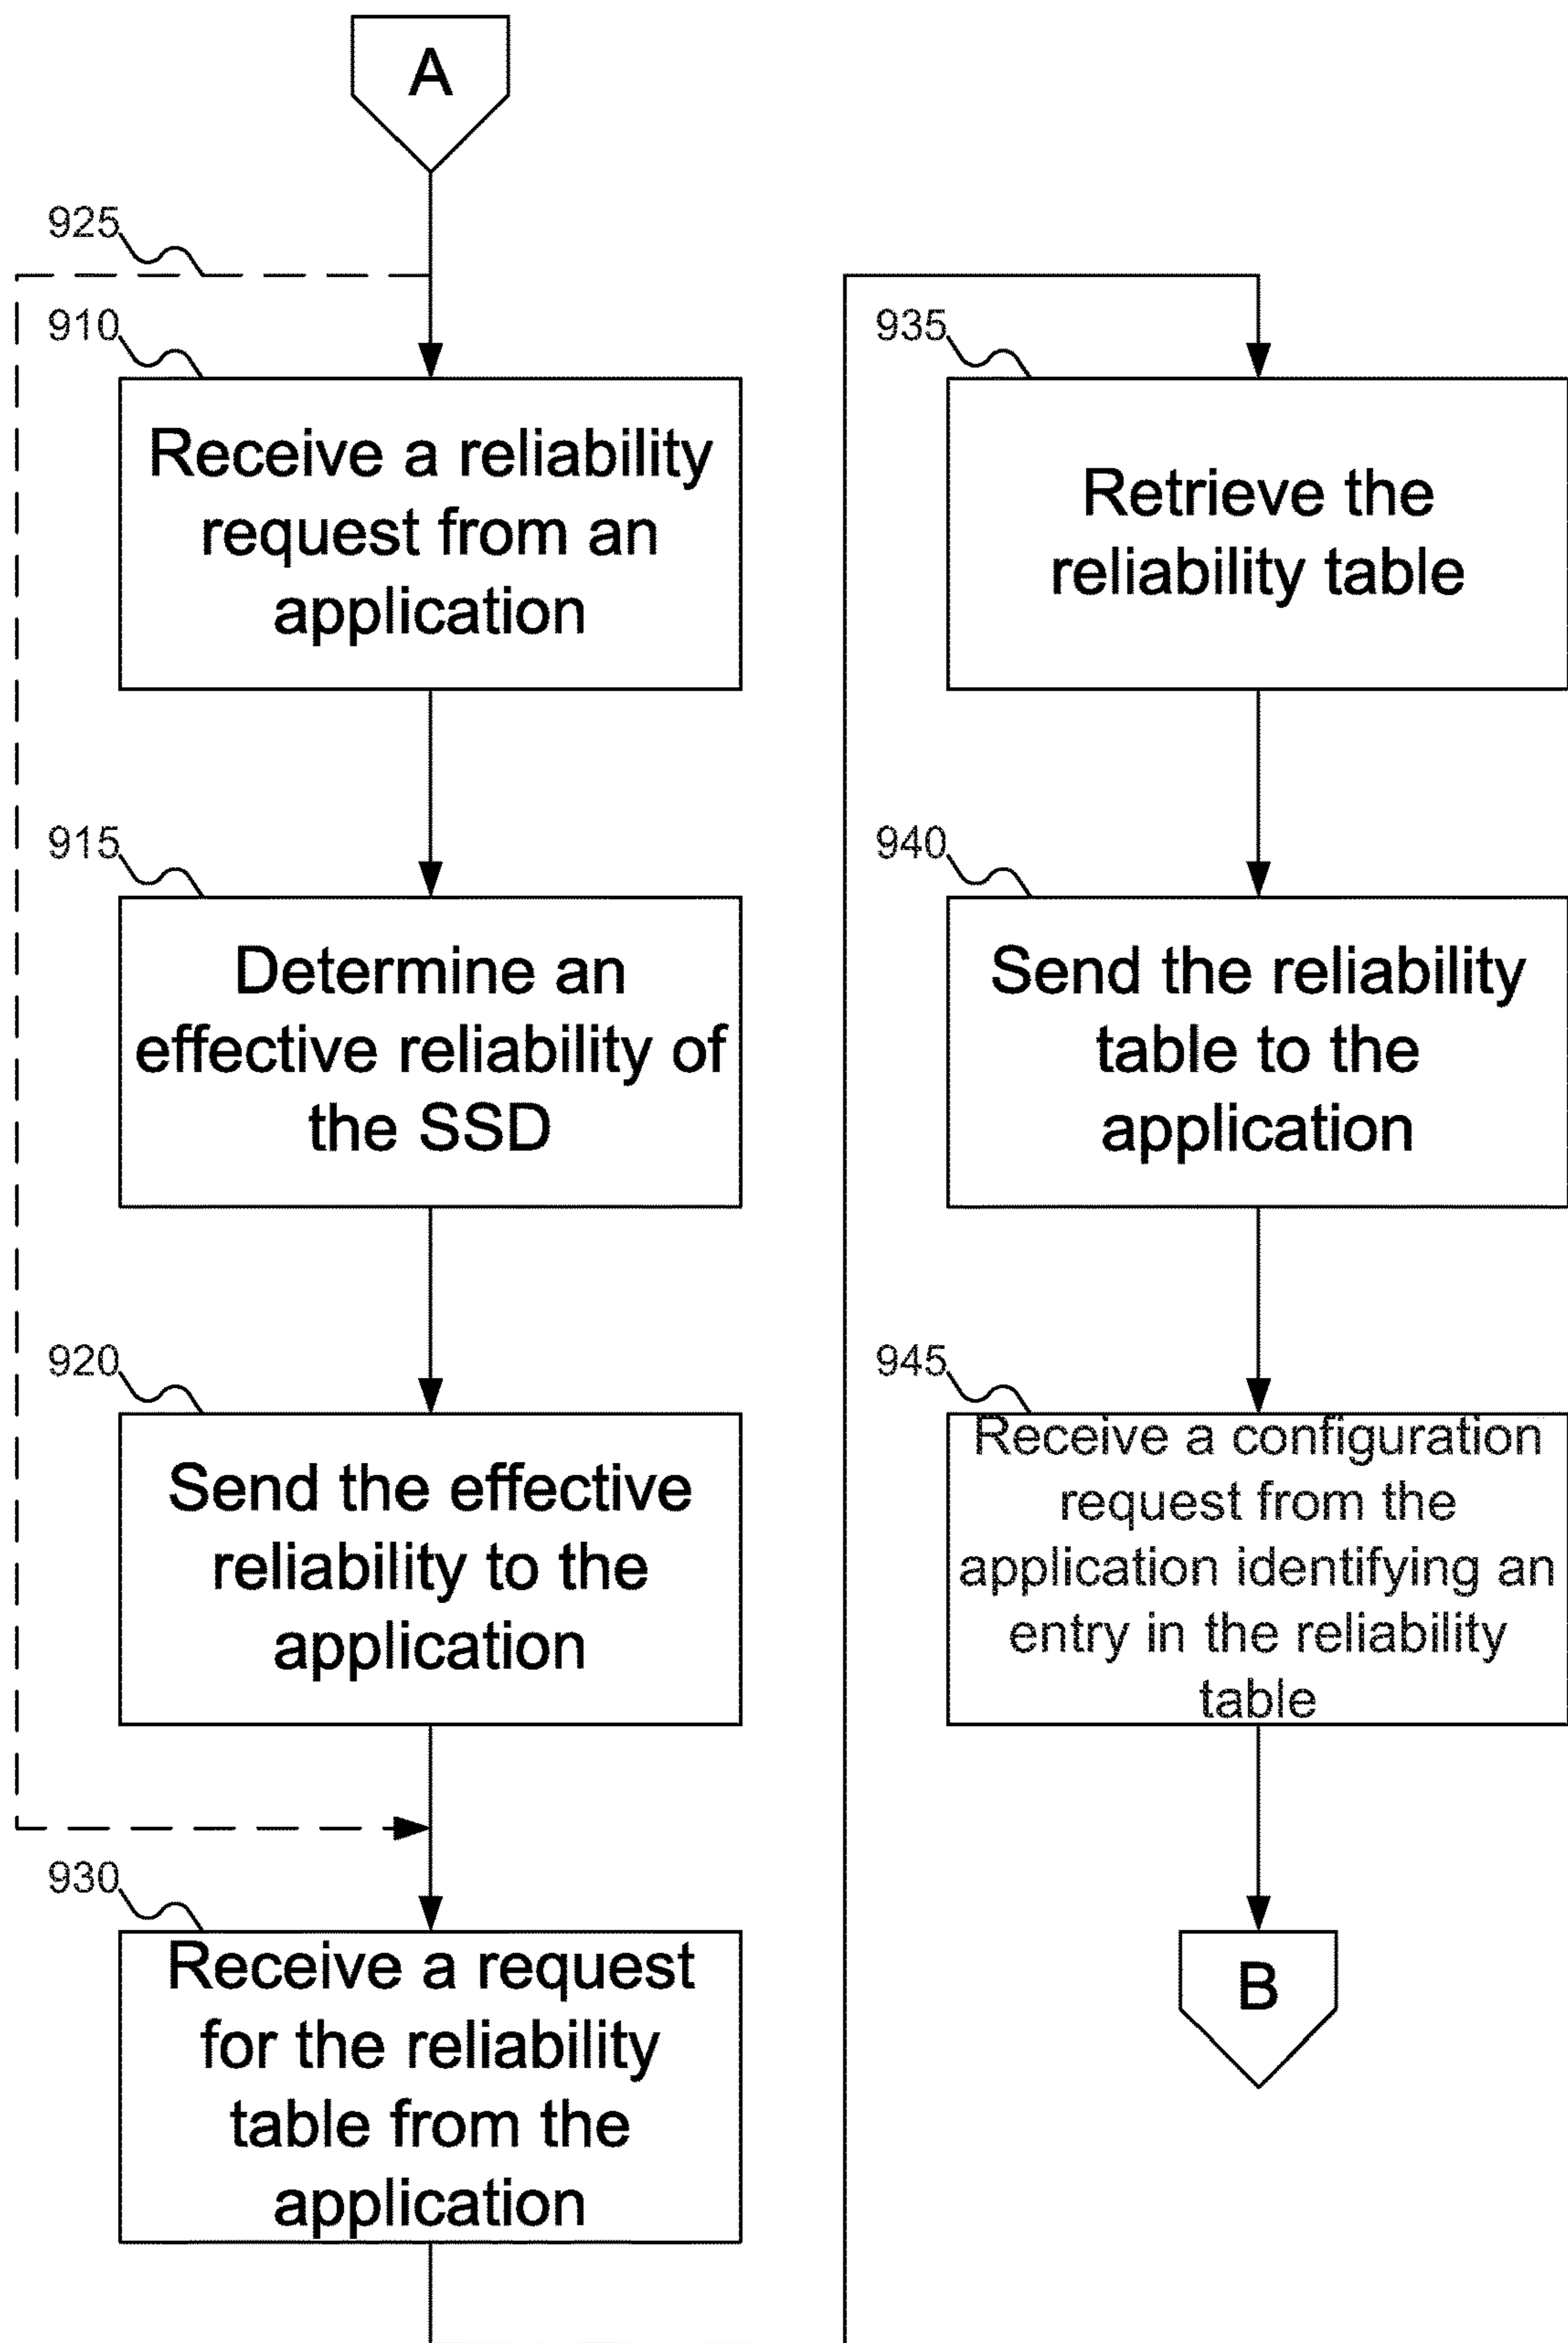 A
925
910
Receive a reliability
request from an
application
915
Determine an
effective reliability of
the SSD
920
Send the effective
reliability to the
application
930
Receive a request
for the reliability
table from the
application
935
Retrieve the
reliability table
940
Send the reliability
table to the
application
945
Receive a configuration
request from the
application identifying an
entry in the reliability
table
B